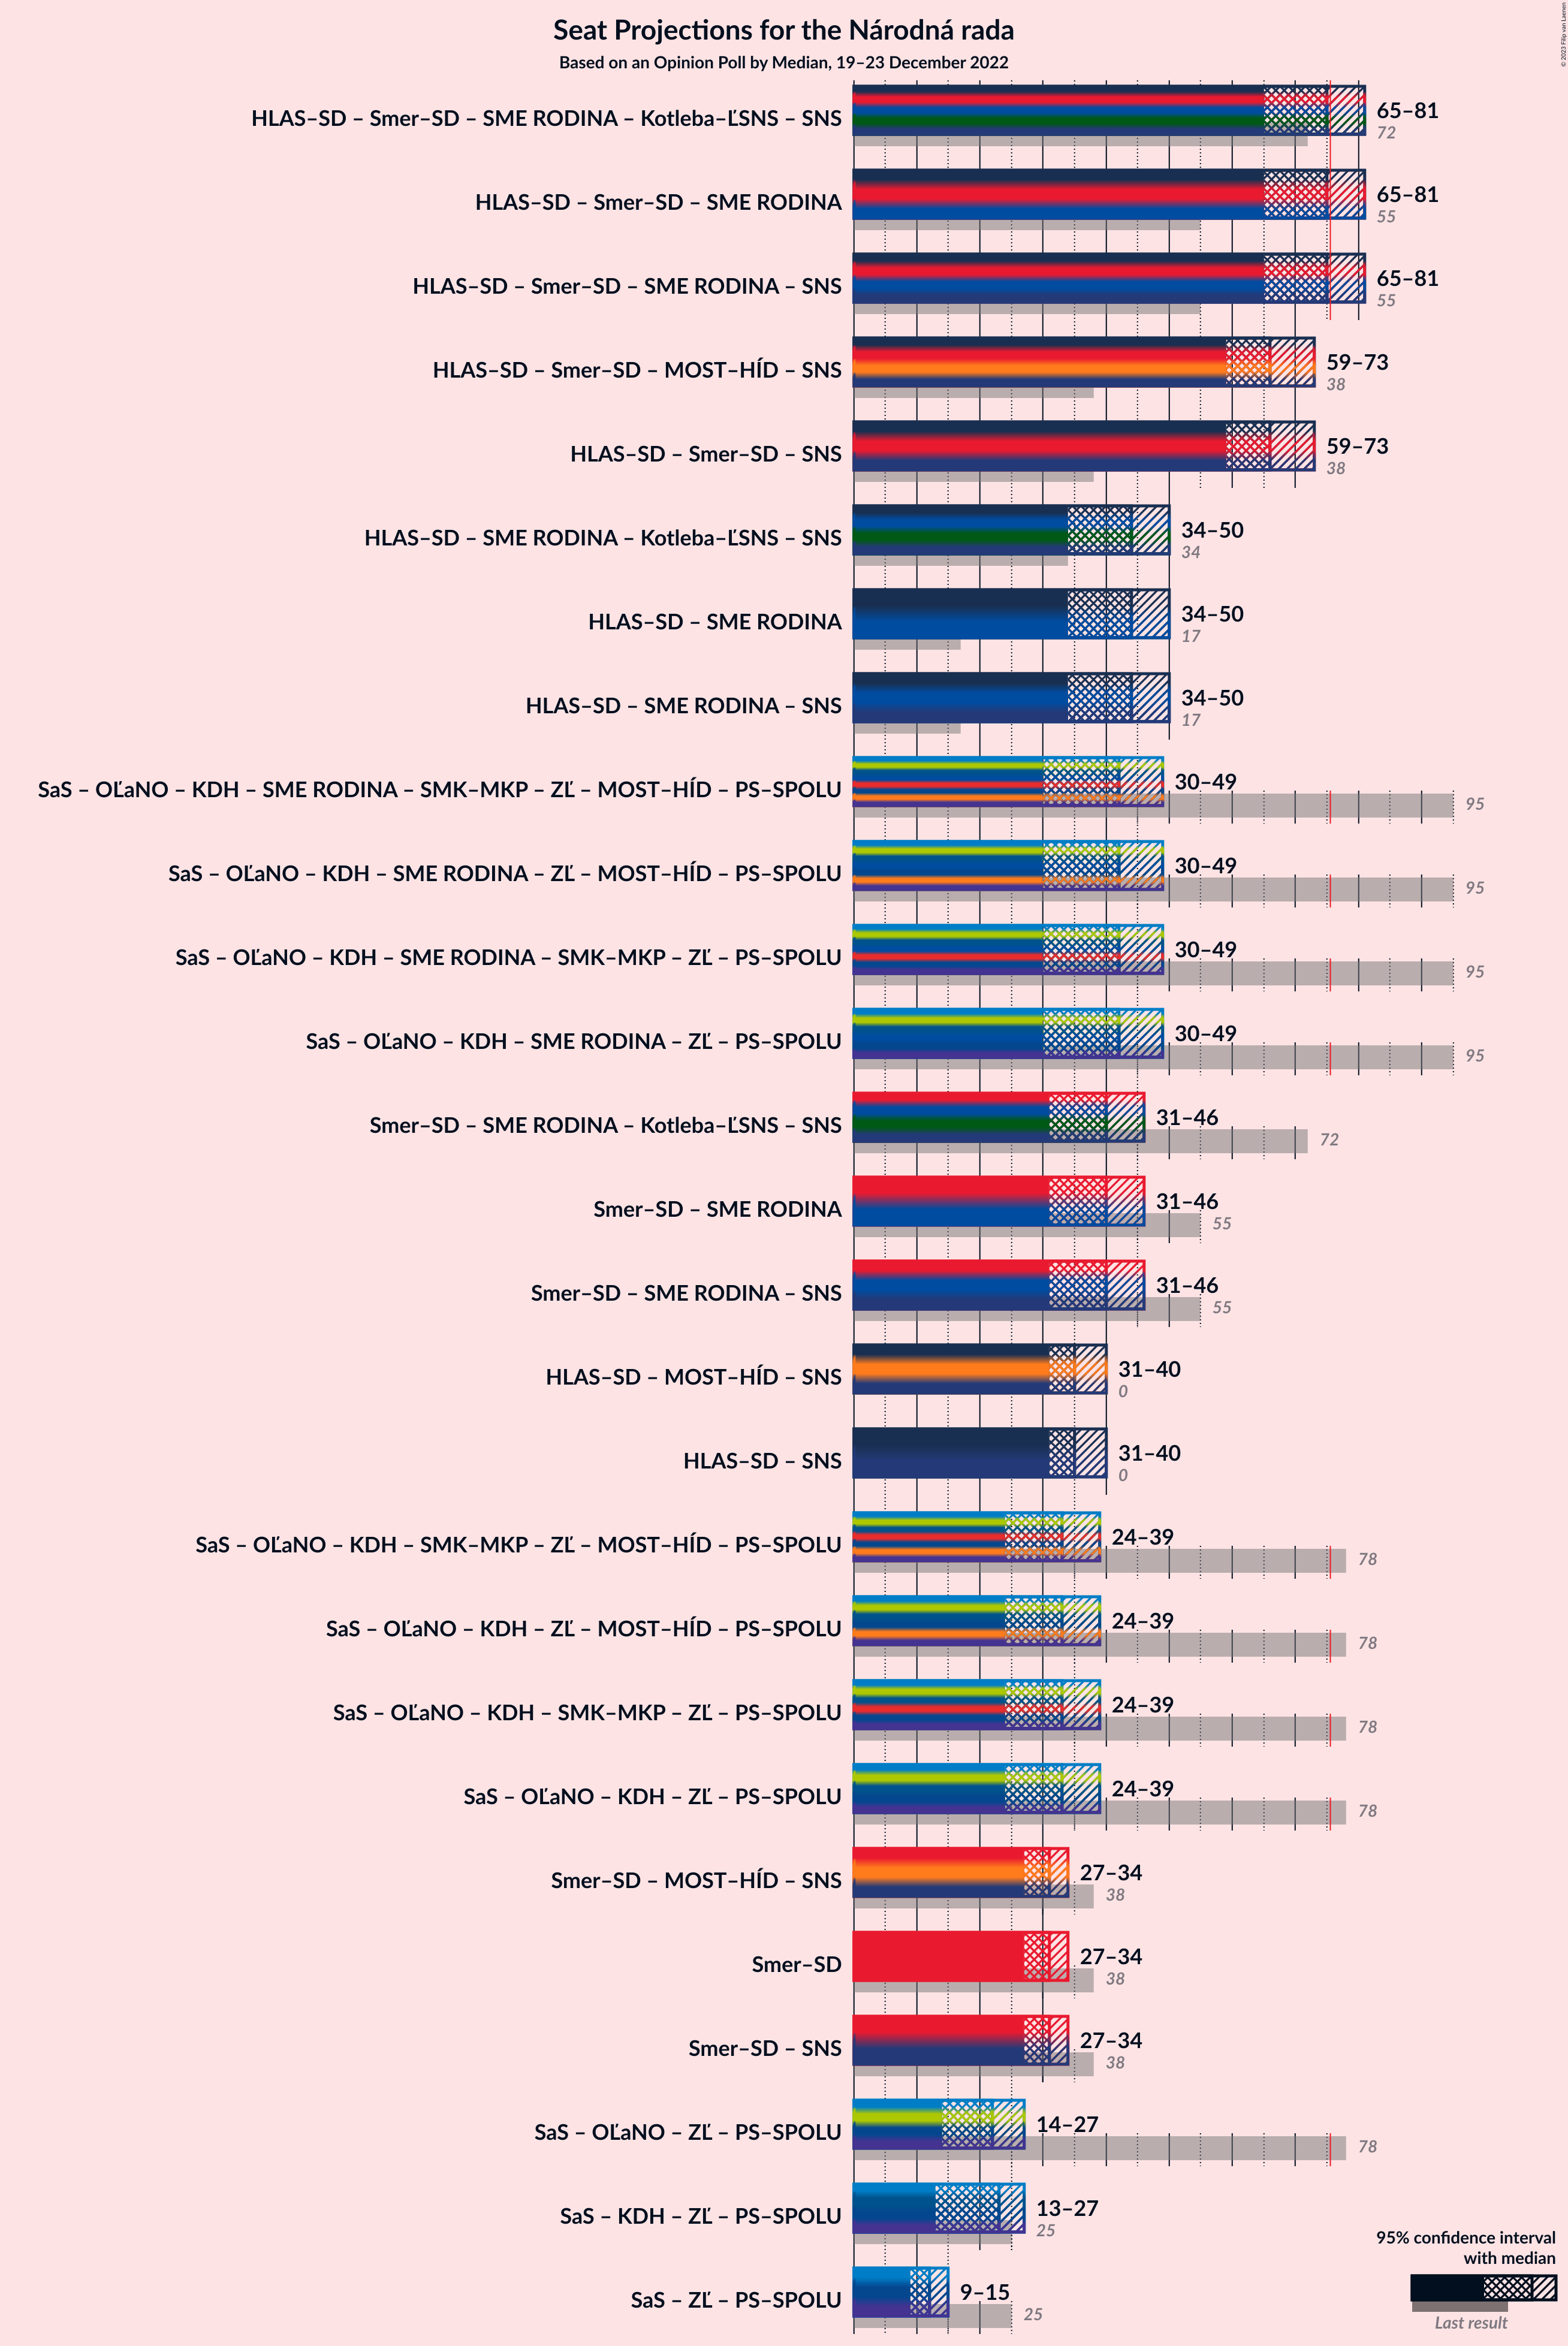 Seat Projections for the Národná rada
Based on an Opinion Poll by Median, 19–23 December 2022
© 2023 Filip van Laenen
HLAS–SD – Smer–SD – SME RODINA – Kotleba–ĽSNS – SNS
65–81
72
HLAS–SD – Smer–SD – SME RODINA
65–81
55
HLAS–SD – Smer–SD – SME RODINA – SNS
65–81
55
HLAS–SD – Smer–SD – MOST–HÍD – SNS
59–73
38
HLAS–SD – Smer–SD – SNS
59–73
38
HLAS–SD – SME RODINA – Kotleba–ĽSNS – SNS
34–50
34
HLAS–SD – SME RODINA
34–50
17
HLAS–SD – SME RODINA – SNS
34–50
17
SaS – OĽaNO – KDH – SME RODINA – SMK–MKP – ZĽ – MOST–HÍD – PS–SPOLU
30–49
95
SaS – OĽaNO – KDH – SME RODINA – ZĽ – MOST–HÍD – PS–SPOLU
30–49
95
SaS – OĽaNO – KDH – SME RODINA – SMK–MKP – ZĽ – PS–SPOLU
30–49
95
SaS – OĽaNO – KDH – SME RODINA – ZĽ – PS–SPOLU
30–49
95
Smer–SD – SME RODINA – Kotleba–ĽSNS – SNS
31–46
72
Smer–SD – SME RODINA
31–46
55
Smer–SD – SME RODINA – SNS
31–46
55
HLAS–SD – MOST–HÍD – SNS
31–40
0
HLAS–SD – SNS
31–40
0
SaS – OĽaNO – KDH – SMK–MKP – ZĽ – MOST–HÍD – PS–SPOLU
24–39
78
SaS – OĽaNO – KDH – ZĽ – MOST–HÍD – PS–SPOLU
24–39
78
SaS – OĽaNO – KDH – SMK–MKP – ZĽ – PS–SPOLU
24–39
78
SaS – OĽaNO – KDH – ZĽ – PS–SPOLU
24–39
78
Smer–SD – MOST–HÍD – SNS
27–34
38
Smer–SD
27–34
38
Smer–SD – SNS
27–34
38
SaS – OĽaNO – ZĽ – PS–SPOLU
14–27
78
SaS – KDH – ZĽ – PS–SPOLU
13–27
25
SaS – ZĽ – PS–SPOLU
9–15
25
95% confidence interval
with median
Last result